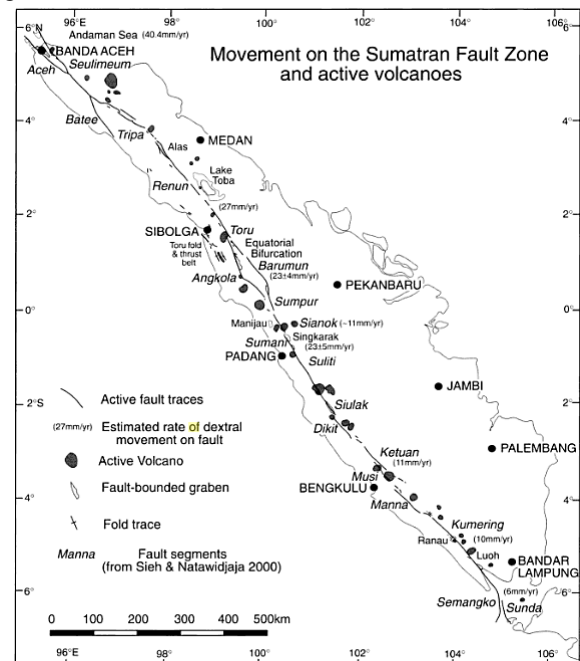 96°E
98°
100°
102°
104°
106°
6°N
Andaman Sea (40.4mm/yr)
Movement on the Sumatran Fault Zone
and active volcanoes
BANDA ACEH
Aceh
Seulimeum
Batee
4°
Tripa
Alas
MEDAN
4°
Lake
Toba
Renun
2°
(27mm/yr)
2°
SIBOLGA
Toru
Toru fold
& thrust
belt
Equatorial
Bifurcation
Barumun
(23±4mm/yr)
Angkola
PEKANBARU
Sumpur
0°
0°
Manijau
Sianok (~11mm/yr)
Singkarak
(23±5mm/yr)
Sumani
PADANG
Suliti
JAMBI
Siulak
Active fault traces
2°S
2°
Dikit
(27mm/yr) Estimated rate of dextral
movement on fault
Active Volcano
Ketuan
(11mm/yr)
PALEMBANG
Musi
BENGKULU
Fault-bounded graben
4°
4°
Manna
Fold trace
Kumering
(10mm/yr)
Ranau
Luoh
Manna Fault segments
(from Sieh & Natawidjaja 2000)
BANDAR
LAMPUNG
6°
(6mm/yr)
6°
Semangko
Sunda
0 100 200 300 400 500km
96°E
98°
100°
102°
104°
106°